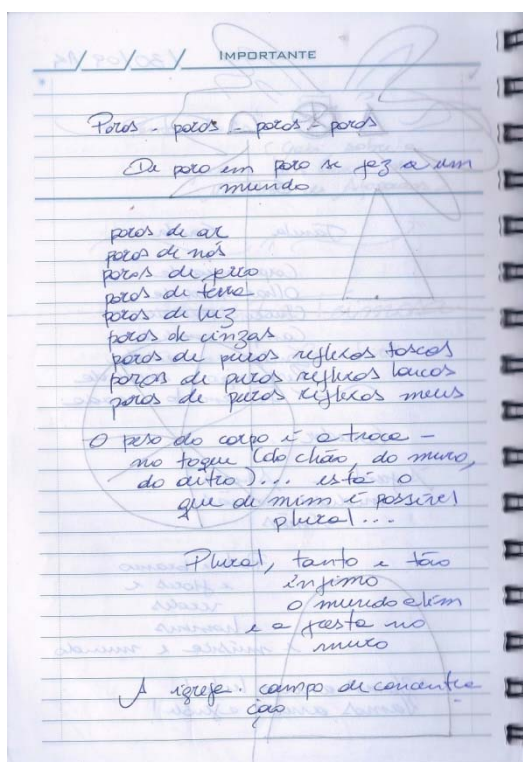 IMPORTANTE
Poros - poros - poros - poros
De poro em poro se fez a um
mundo
poros de ar
poros de nós
poros de
poros de terra
poros de luz
poros de cinzas
poros de puros reflexos toscos
poros de puros reflexos loucos
poros de puros reflexos meus
O peso do corpo é a troca -
no toque (do chão, do muro,
do outro)... está o
que de mim é possível
plural...
Plural, tanto e tão
ínfimo
o mundo além
e a fresta no
muro
A igreja. campo de concentra
ção